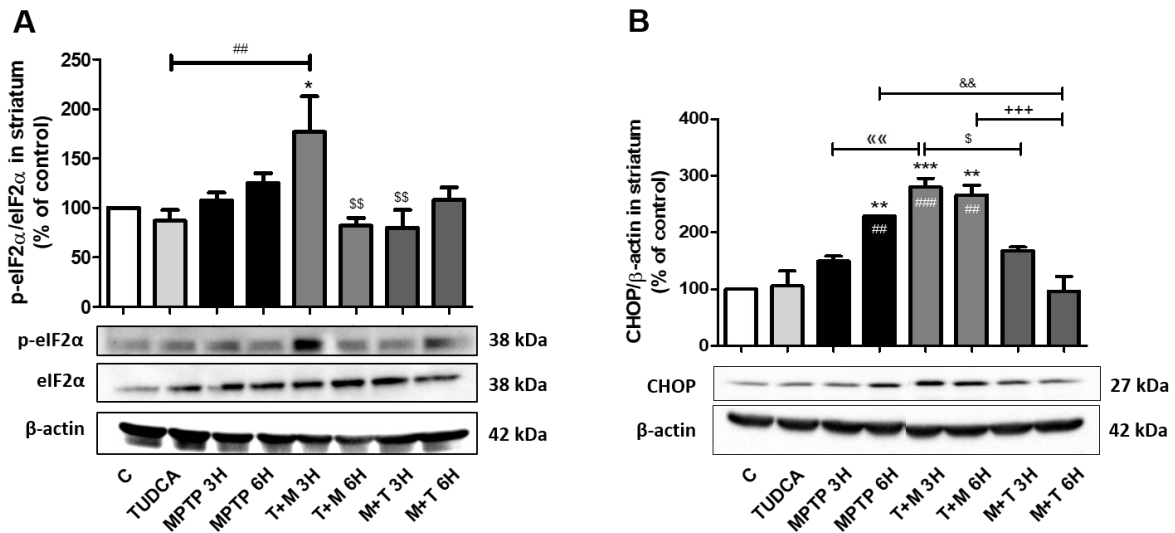 A
p-eIF2α/eIF2α in striatum
(% of control)
250
200
150
100
50
0
##
*
$$
$$
p-eIF2α
38 kDa
eIF2α
38 kDa
β-actin
42 kDa
C
TUDCA
MPTP 3H
MPTP 6H
T+M 3H
T+M 6H
M+T 3H
M+T 6H
B
CHOP/β-actin in striatum
(% of control)
400
300
200
100
0
&&
+++
««
$
**
##
***
###
**
##
CHOP
27 kDa
β-actin
42 kDa
C
TUDCA
MPTP 3H
MPTP 6H
T+M 3H
T+M 6H
M+T 3H
M+T 6H